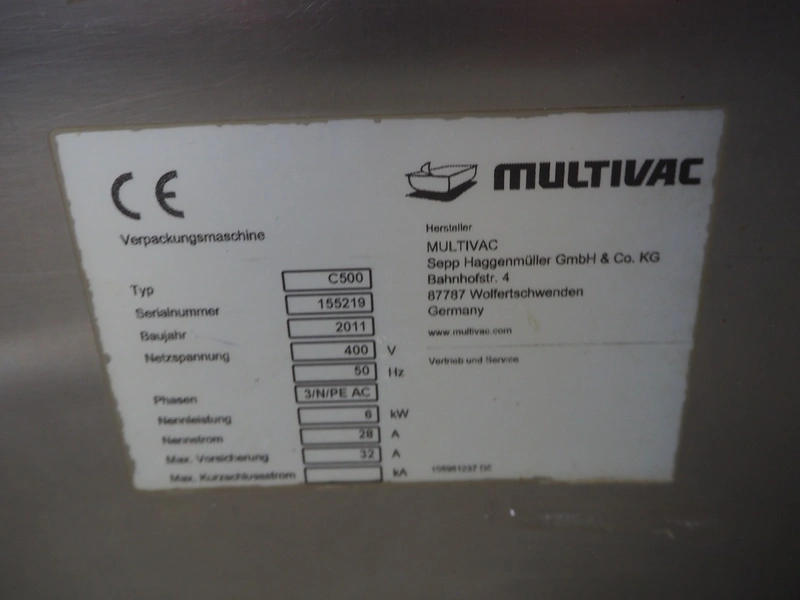 CE
Verpackungsmaschine
Typ C500
Serialnummer 155219
Baujahr 2011
Netzspannung 400 V
50 Hz
Phasen 3/N/PE AC
Nennleistung 6 kW
Nennstrom 28 A
Max. Vorsicherung 32 A
Max. Kurzschlussstrom kA
MULTIVAC
Hersteller
MULTIVAC
Sepp Haggenmüller GmbH & Co. KG
Bahnhofstr. 4
87787 Wolfertschwenden
Germany
www.multivac.com
Vertrieb und Service